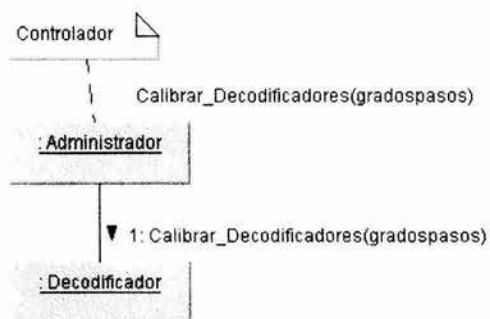 Controlador
Calibrar_Decodificadores(gradospasos)
: Administrador
1: Calibrar_Decodificadores(gradospasos)
: Decodificador